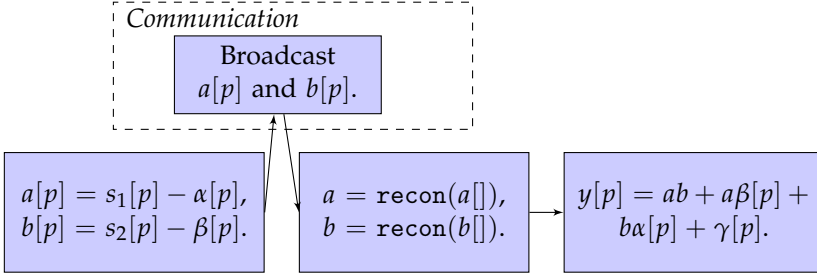 Communication
Broadcast
a[p] and b[p].
a[p] = s₁[p] − α[p],
b[p] = s₂[p] − β[p].
a = recon(a[]),
b = recon(b[]).
y[p] = ab + aβ[p] +
bα[p] + γ[p].